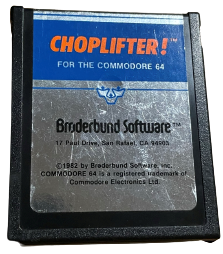 CHOPLIFTER!™
FOR THE COMMODORE 64
Brøderbund Software™
17 Paul Drive, San Rafael, CA 94903
©1982 by Brøderbund Software, Inc.
COMMODORE 64 is a registered trademark of
Commodore Electronics Ltd.